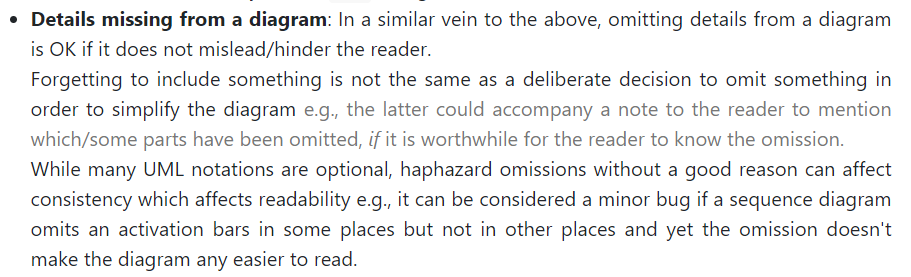 • Details missing from a diagram: In a similar vein to the above, omitting details from a diagram
is OK if it does not mislead/hinder the reader.
Forgetting to include something is not the same as a deliberate decision to omit something in
order to simplify the diagram e.g., the latter could accompany a note to the reader to mention
which/some parts have been omitted, if it is worthwhile for the reader to know the omission.
While many UML notations are optional, haphazard omissions without a good reason can affect
consistency which affects readability e.g., it can be considered a minor bug if a sequence diagram
omits an activation bars in some places but not in other places and yet the omission doesn't
make the diagram any easier to read.